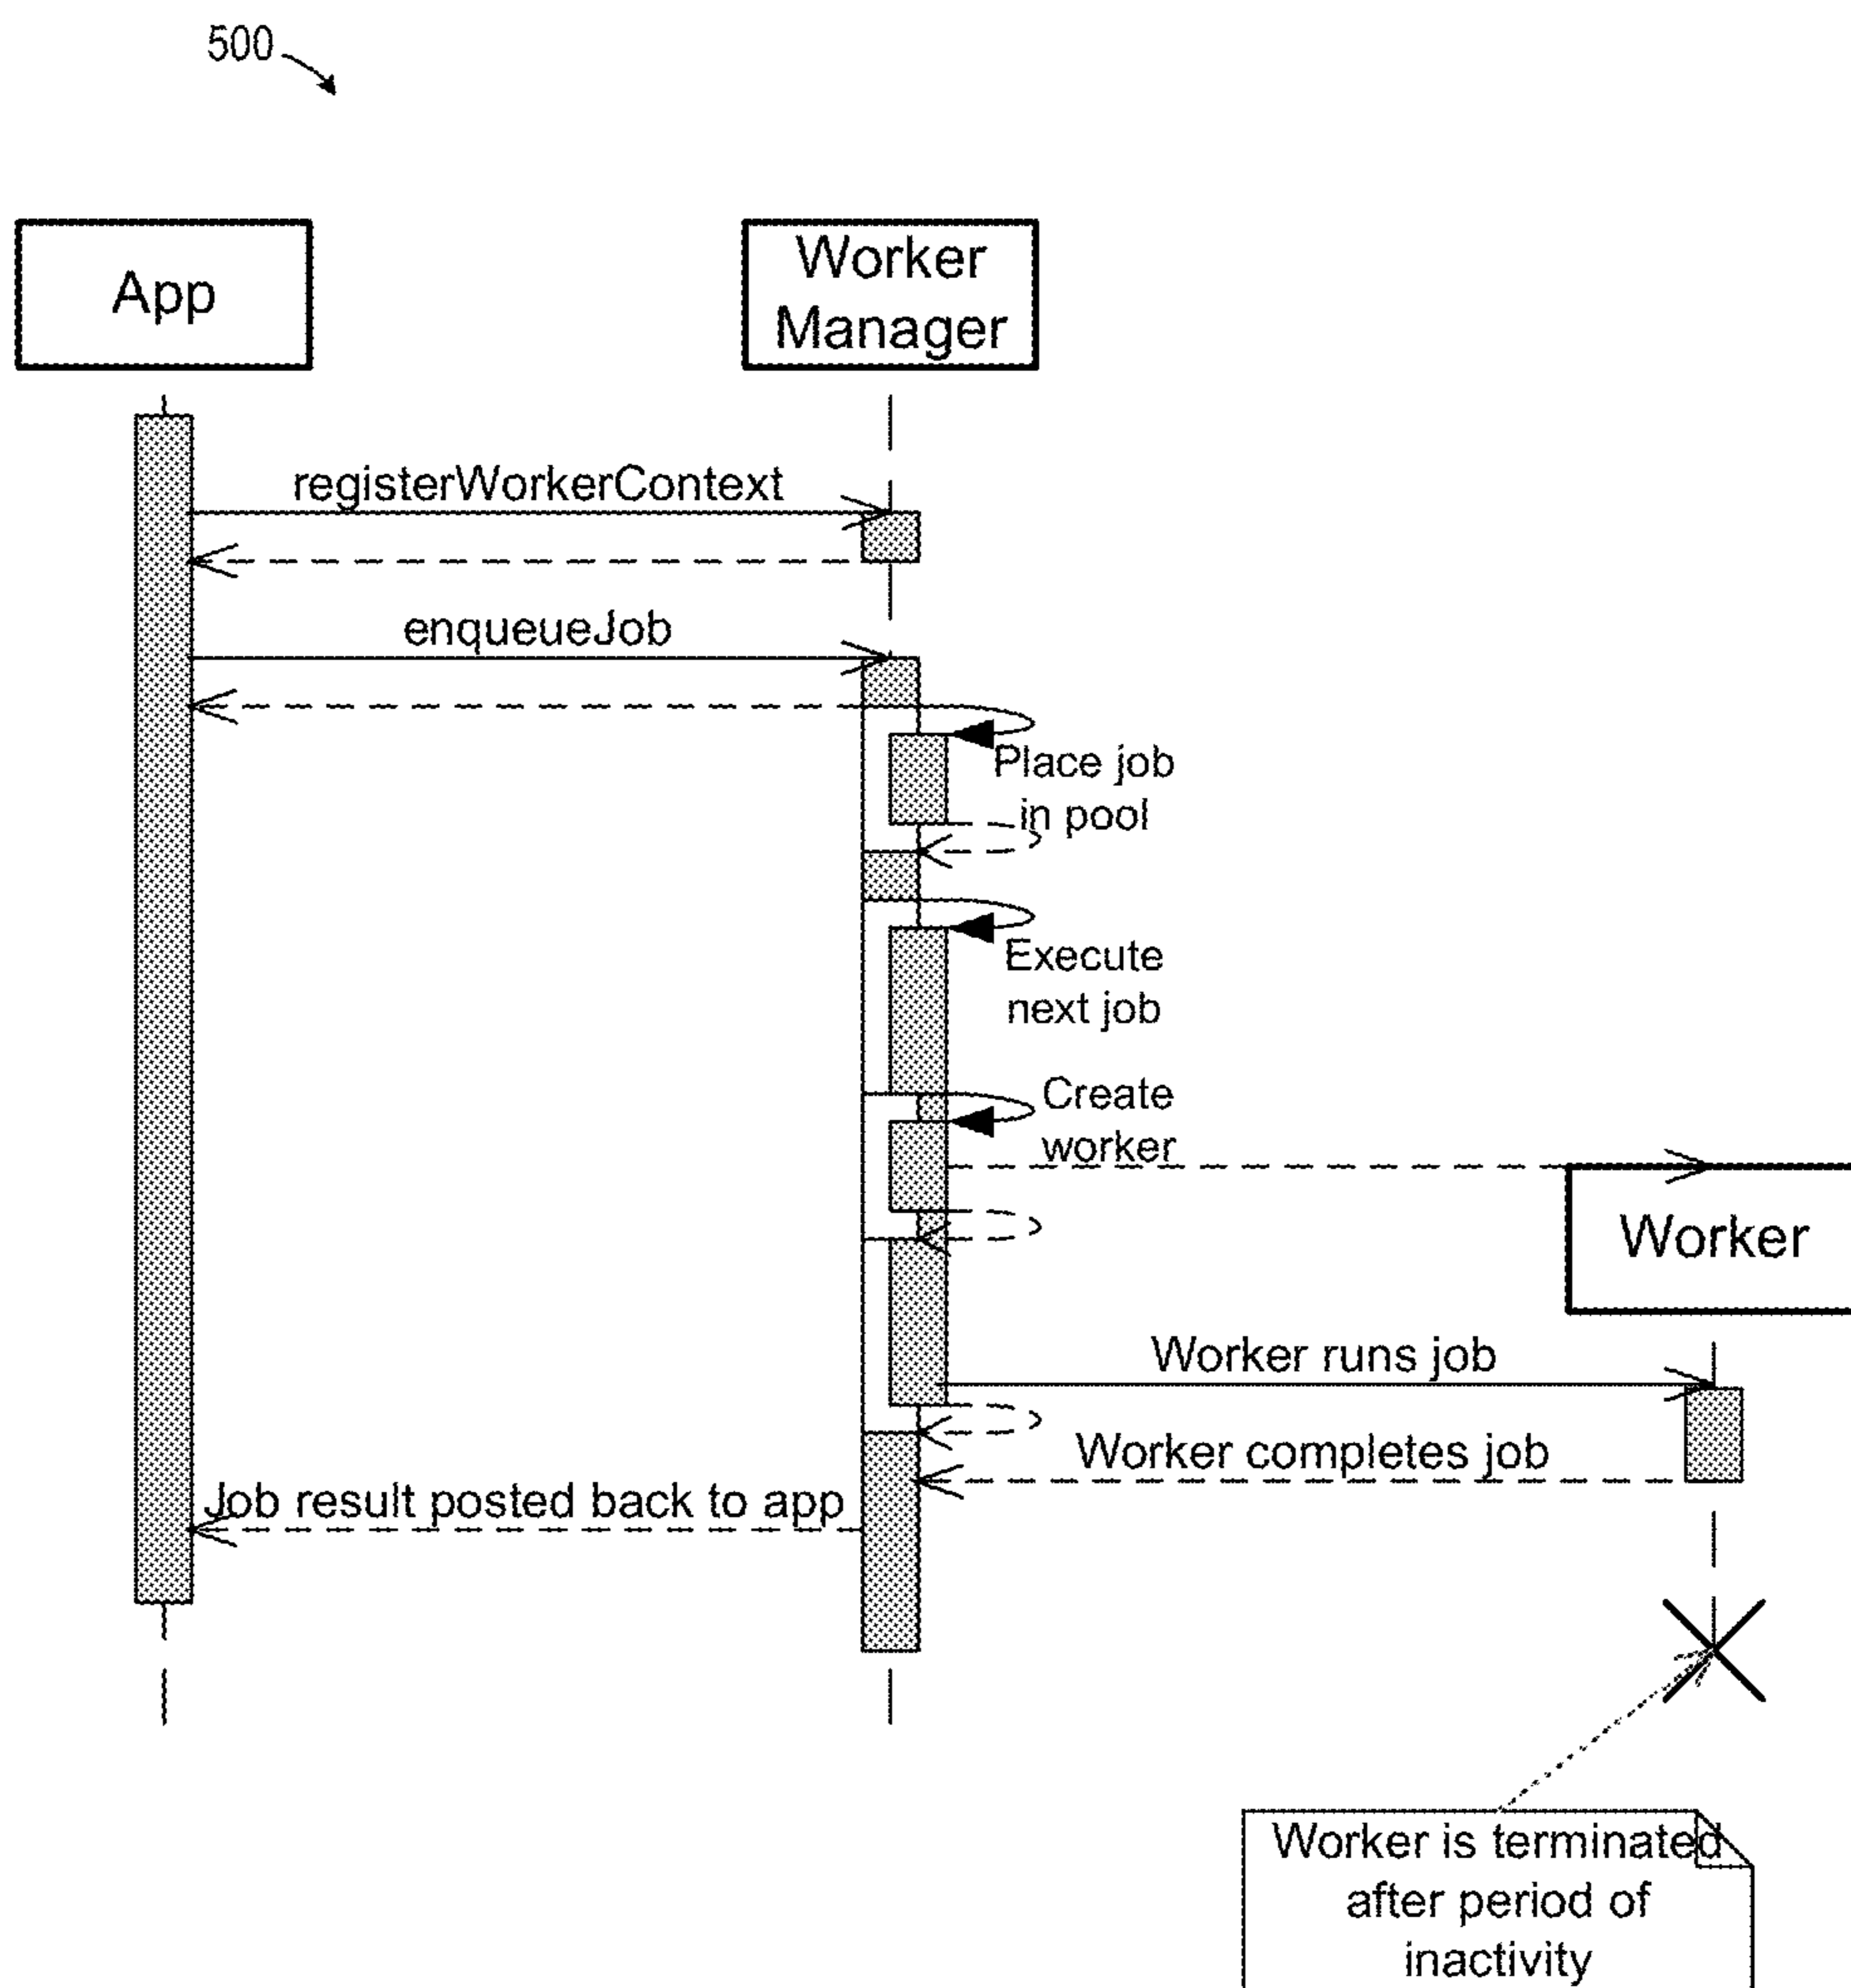 500
App
Worker
Manager
registerWorkerContext
enqueueJob
Place job
in pool
Execute
next job
Create
worker
Worker
Worker runs job
Worker completes job
Job result posted back to app
Worker is terminated
after period of
inactivity